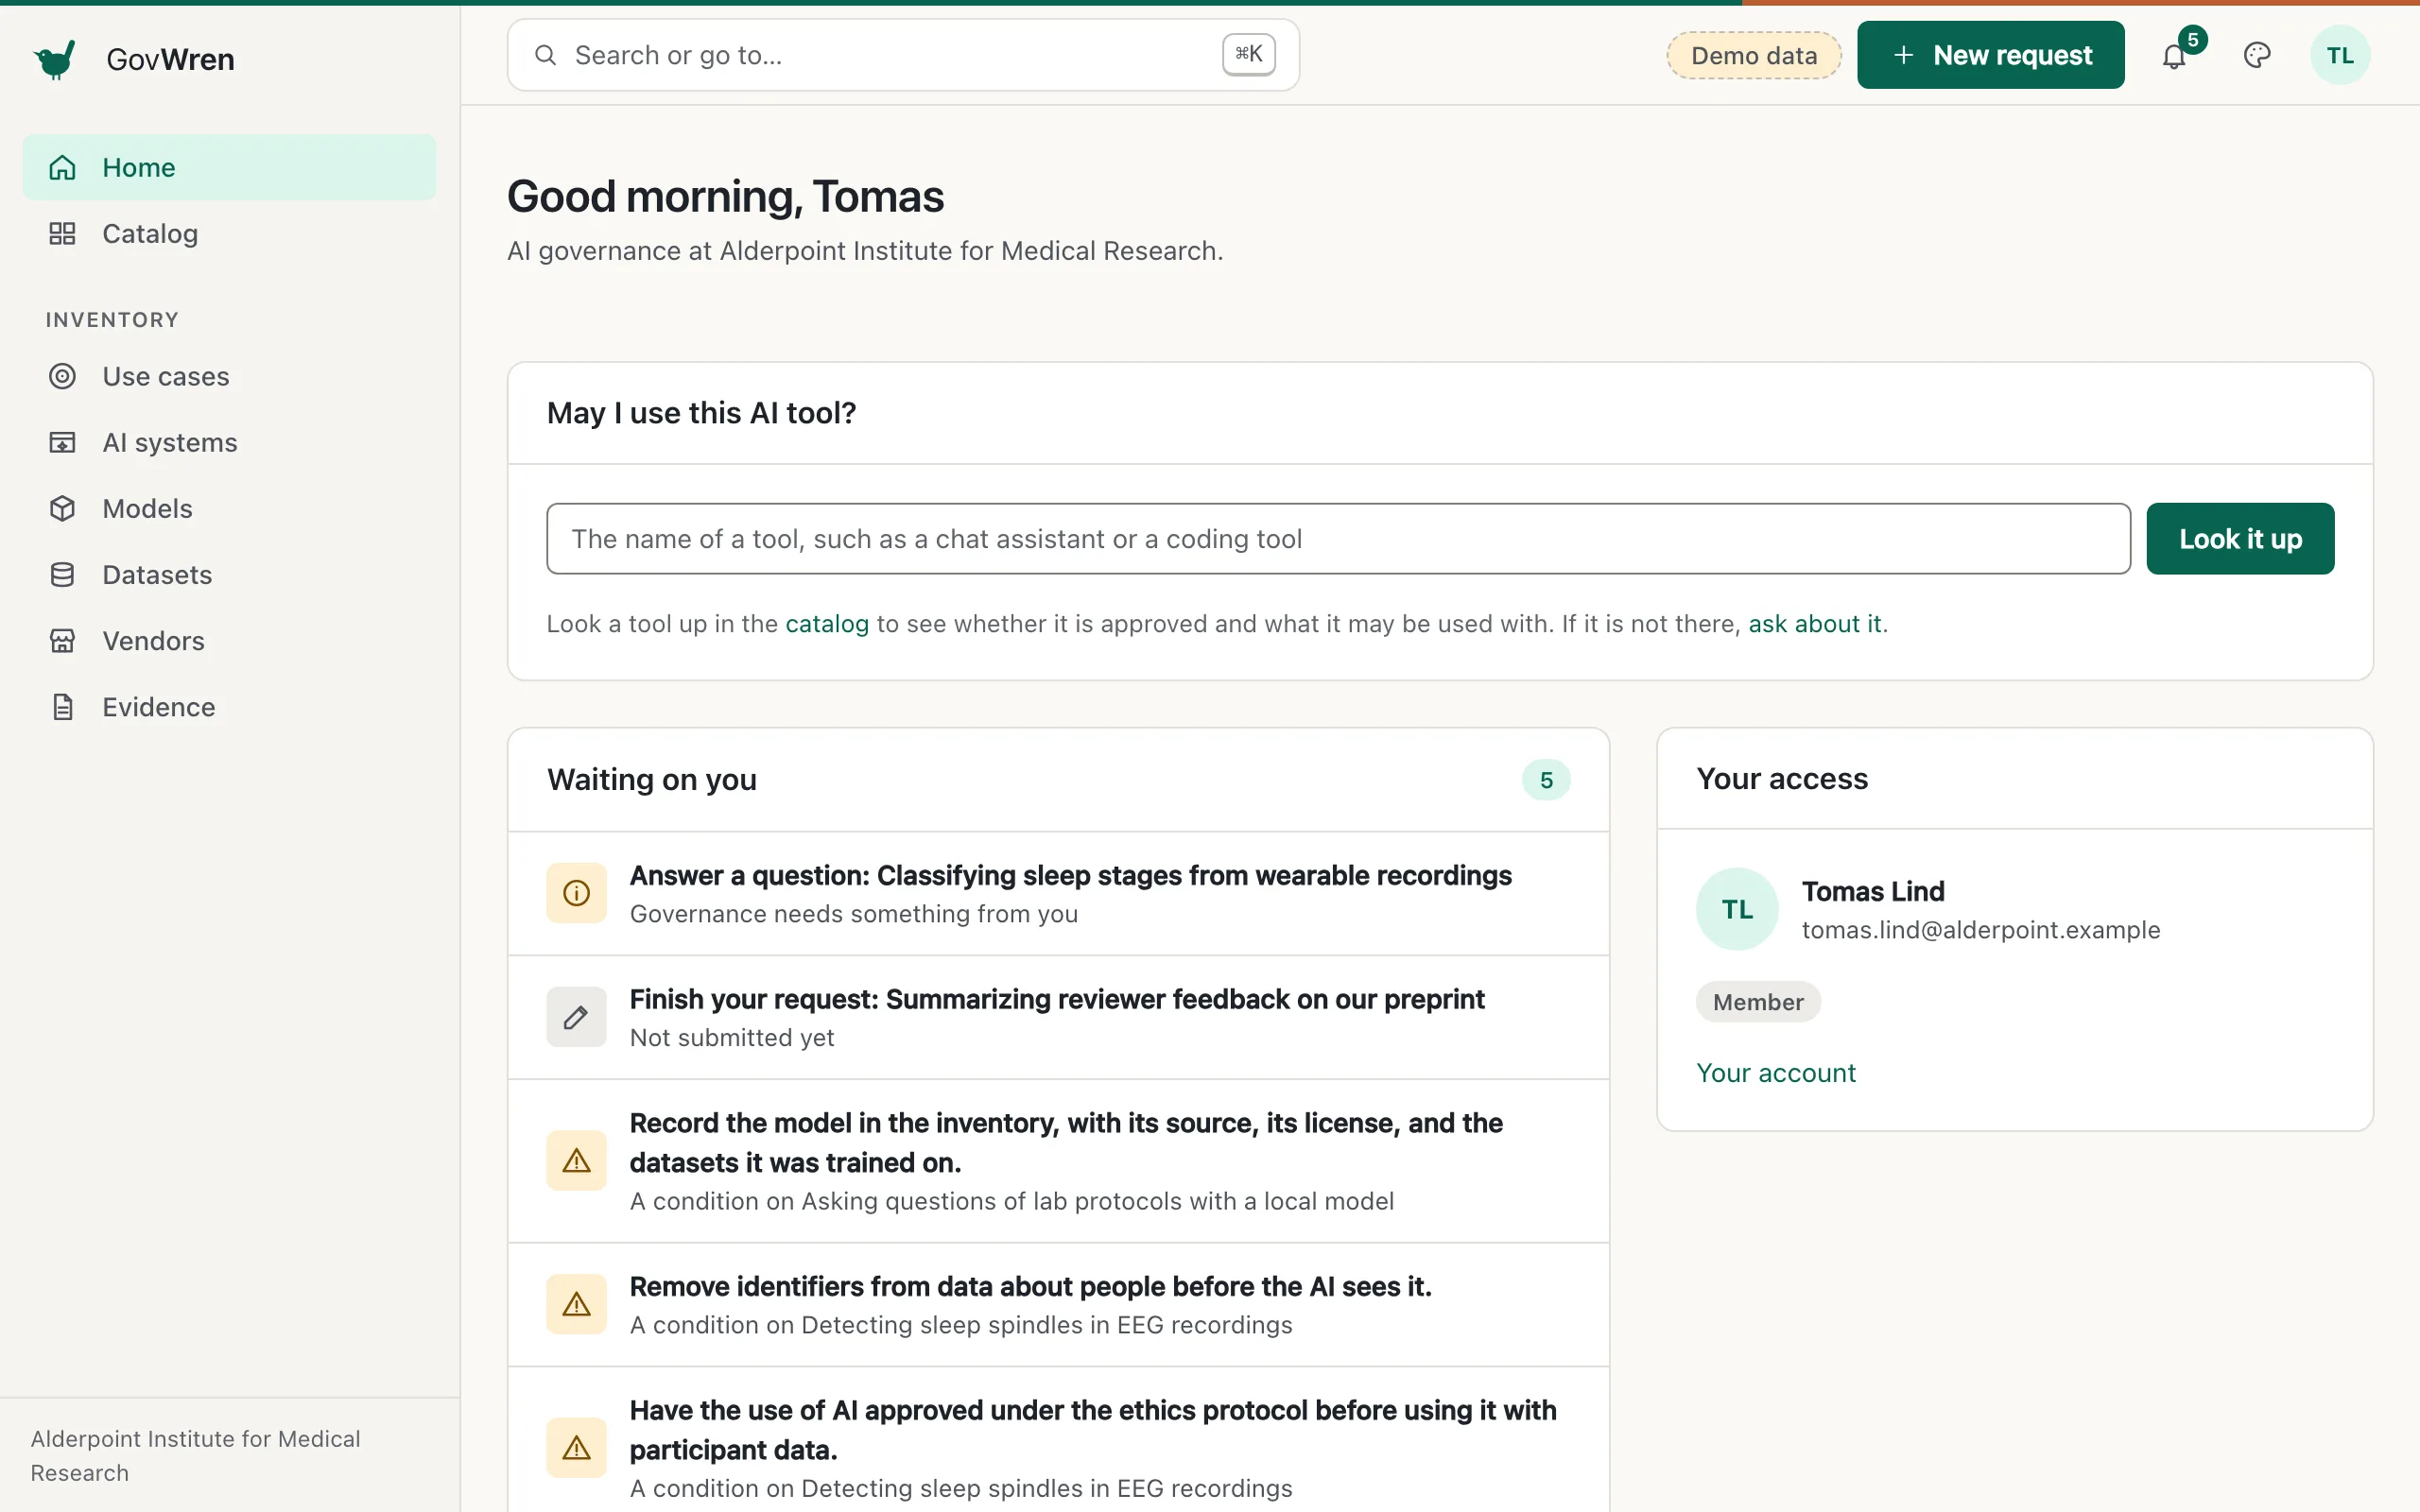 GovWren
Search or go to...
⌘K
Demo data
+ New request
5
TL
Home
Catalog
INVENTORY
Use cases
AI systems
Models
Datasets
Vendors
Evidence
Alderpoint Institute for Medical
Research
Good morning, Tomas
AI governance at Alderpoint Institute for Medical Research.
May I use this AI tool?
The name of a tool, such as a chat assistant or a coding tool
Look it up
Look a tool up in the catalog to see whether it is approved and what it may be used with. If it is not there, ask about it.
Waiting on you
5
Answer a question: Classifying sleep stages from wearable recordings
Governance needs something from you
Finish your request: Summarizing reviewer feedback on our preprint
Not submitted yet
Record the model in the inventory, with its source, its license, and the
datasets it was trained on.
A condition on Asking questions of lab protocols with a local model
Remove identifiers from data about people before the AI sees it.
A condition on Detecting sleep spindles in EEG recordings
Have the use of AI approved under the ethics protocol before using it with
participant data.
A condition on Detecting sleep spindles in EEG recordings
Your access
TL
Tomas Lind
tomas.lind@alderpoint.example
Member
Your account